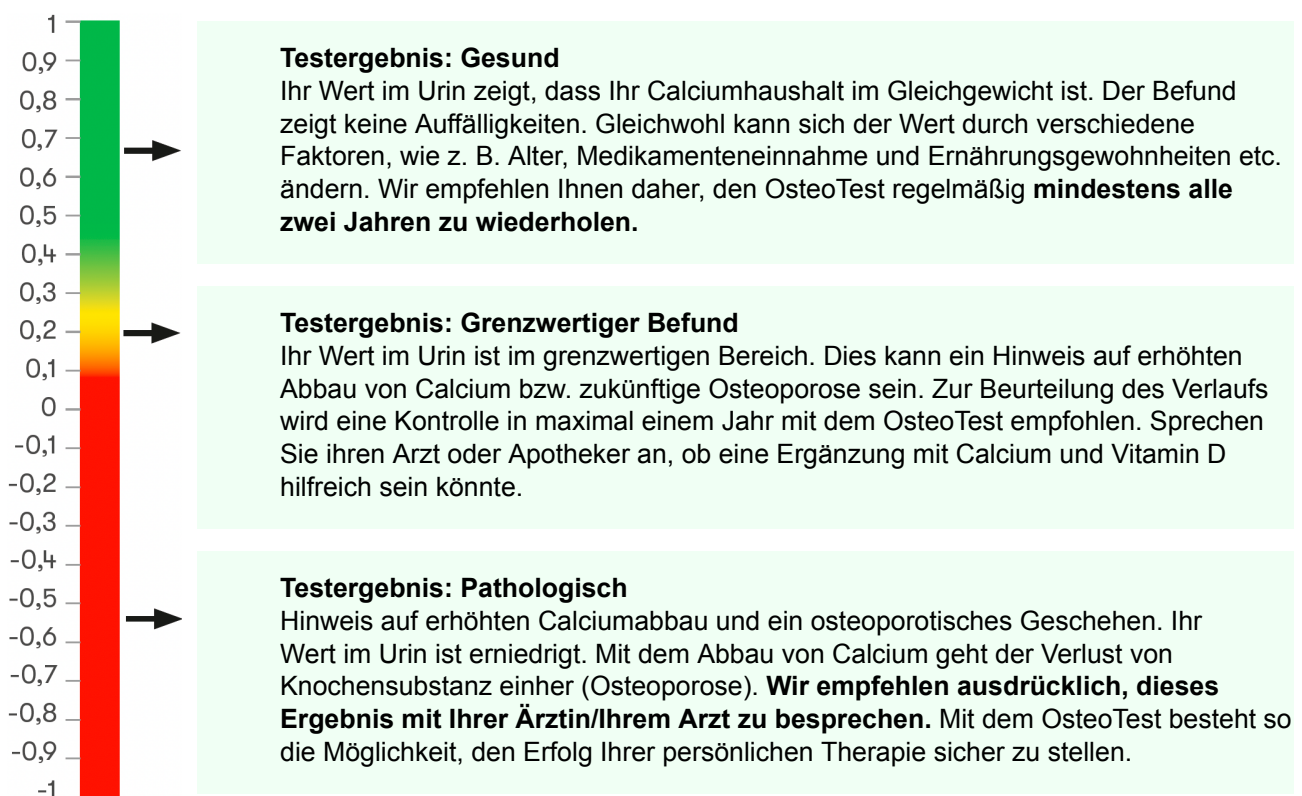 1
0,9
0,8
0,7
0,6
0,5
0,4
0,3
0,2
0,1
0
-0,1
-0,2
-0,3
-0,4
-0,5
-0,6
-0,7
-0,8
-0,9
-1
Testergebnis: Gesund
Ihr Wert im Urin zeigt, dass Ihr Calciumhaushalt im Gleichgewicht ist. Der Befund
zeigt keine Auffälligkeiten. Gleichwohl kann sich der Wert durch verschiedene
Faktoren, wie z. B. Alter, Medikamenteneinnahme und Ernährungsgewohnheiten etc.
ändern. Wir empfehlen Ihnen daher, den OsteoTest regelmäßig mindestens alle
zwei Jahren zu wiederholen.
Testergebnis: Grenzwertiger Befund
Ihr Wert im Urin ist im grenzwertigen Bereich. Dies kann ein Hinweis auf erhöhten
Abbau von Calcium bzw. zukünftige Osteoporose sein. Zur Beurteilung des Verlaufs
wird eine Kontrolle in maximal einem Jahr mit dem OsteoTest empfohlen. Sprechen
Sie ihren Arzt oder Apotheker an, ob eine Ergänzung mit Calcium und Vitamin D
hilfreich sein könnte.
Testergebnis: Pathologisch
Hinweis auf erhöhten Calciumabbau und ein osteoporotisches Geschehen. Ihr
Wert im Urin ist erniedrigt. Mit dem Abbau von Calcium geht der Verlust von
Knochensubstanz einher (Osteoporose). Wir empfehlen ausdrücklich, dieses
Ergebnis mit Ihrer Ärztin/Ihrem Arzt zu besprechen. Mit dem OsteoTest besteht so
die Möglichkeit, den Erfolg Ihrer persönlichen Therapie sicher zu stellen.